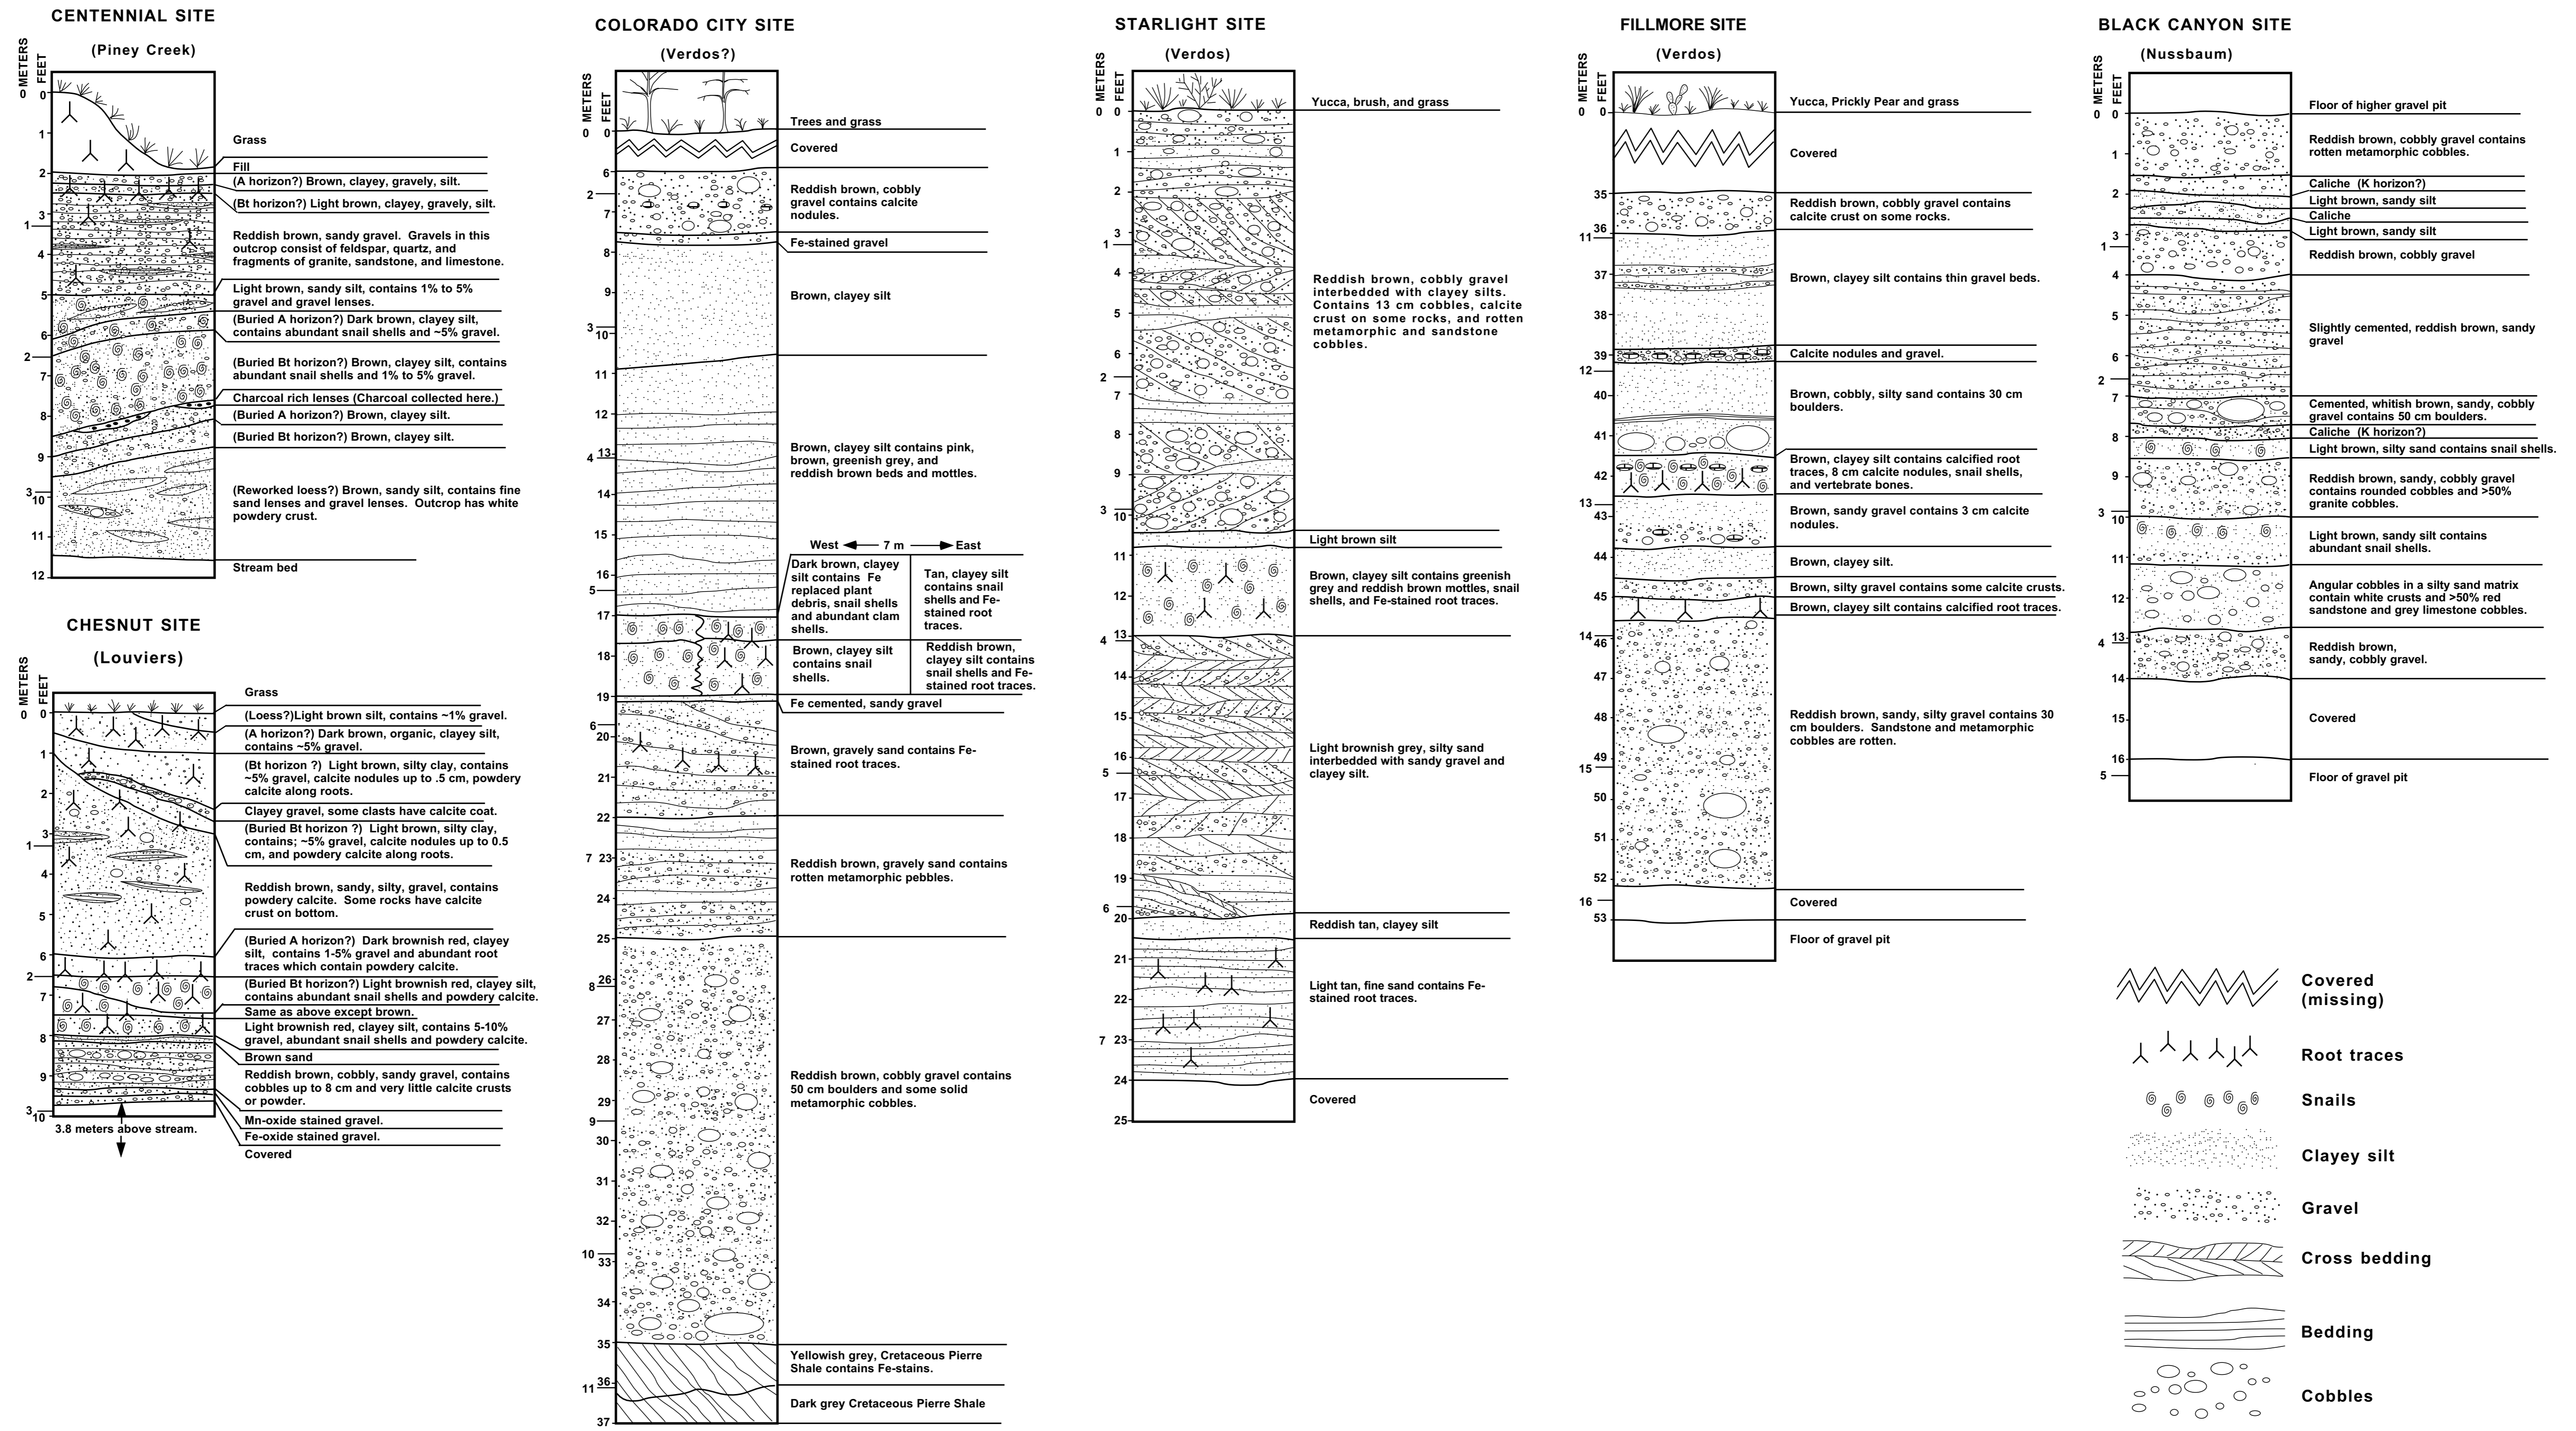 CENTENNIAL SITE
(Piney Creek)
METERS
FEET
0
0
1
2
3
1
4
5
6
2
7
8
9
3
10
11
12
Grass
Fill
(A horizon?) Brown, clayey, gravely, silt.
(Bt horizon?) Light brown, clayey, gravely, silt.
Reddish brown, sandy gravel. Gravels in this
outcrop consist of feldspar, quartz, and
fragments of granite, sandstone, and limestone.
Light brown, sandy silt, contains 1% to 5%
gravel and gravel lenses.
(Buried A horizon?) Dark brown, clayey silt,
contains abundant snail shells and ~5% gravel.
(Buried Bt horizon?) Brown, clayey silt, contains
abundant snail shells and 1% to 5% gravel.
Charcoal rich lenses (Charcoal collected here.)
(Buried A horizon?) Brown, clayey silt.
(Buried Bt horizon?) Brown, clayey silt.
(Reworked loess?) Brown, sandy silt, contains fine
sand lenses and gravel lenses. Outcrop has white
powdery crust.
Stream bed
CHESNUT SITE
(Louviers)
METERS
FEET
0
0
1
2
3
1
4
5
6
2
7
8
9
3
10
Grass
(Loess?)Light brown silt, contains ~1% gravel.
(A horizon?) Dark brown, organic, clayey silt,
contains ~5% gravel.
(Bt horizon ?) Light brown, silty clay, contains
~5% gravel, calcite nodules up to .5 cm, powdery
calcite along roots.
Clayey gravel, some clasts have calcite coat.
(Buried Bt horizon ?) Light brown, silty clay,
contains; ~5% gravel, calcite nodules up to 0.5
cm, and powdery calcite along roots.
Reddish brown, sandy, silty, gravel, contains
powdery calcite. Some rocks have calcite
crust on bottom.
(Buried A horizon?) Dark brownish red, clayey
silt, contains 1-5% gravel and abundant root
traces which contain powdery calcite.
(Buried Bt horizon?) Light brownish red, clayey silt,
contains abundant snail shells and powdery calcite.
Same as above except brown.
Light brownish red, clayey silt, contains 5-10%
gravel, abundant snail shells and powdery calcite.
Brown sand
Reddish brown, cobbly, sandy gravel, contains
cobbles up to 8 cm and very little calcite crusts
or powder.
Mn-oxide stained gravel.
Fe-oxide stained gravel.
Covered
3.8 meters above stream.
COLORADO CITY SITE
(Verdos?)
METERS
FEET
0
0
6
2
7
8
9
3
10
11
12
13
4
14
15
16
5
17
18
19
6
20
21
22
7
23
24
25
26
8
27
28
29
9
30
31
32
10
33
34
35
36
11
37
Trees and grass
Covered
Reddish brown, cobbly
gravel contains calcite
nodules.
Fe-stained gravel
Brown, clayey silt
Brown, clayey silt contains pink,
brown, greenish grey, and
reddish brown beds and mottles.
West 7 m East
Dark brown, clayey
silt contains Fe
replaced plant
debris, snail shells
and abundant clam
shells.
Tan, clayey silt
contains snail
shells and Fe-
stained root
traces.
Brown, clayey silt
contains snail
shells.
Reddish brown,
clayey silt contains
snail shells and Fe-
stained root traces.
Fe cemented, sandy gravel
Brown, gravely sand contains Fe-
stained root traces.
Reddish brown, gravely sand contains
rotten metamorphic pebbles.
Reddish brown, cobbly gravel contains
50 cm boulders and some solid
metamorphic cobbles.
Yellowish grey, Cretaceous Pierre
Shale contains Fe-stains.
Dark grey Cretaceous Pierre Shale
STARLIGHT SITE
(Verdos)
METERS
FEET
0
0
1
2
3
1
4
5
6
2
7
8
9
3
10
11
12
13
4
14
15
16
5
17
18
19
6
20
21
22
7
23
24
25
Yucca, brush, and grass
Reddish brown, cobbly gravel
interbedded with clayey silts.
Contains 13 cm cobbles, calcite
crust on some rocks, and rotten
metamorphic and sandstone
cobbles.
Light brown silt
Brown, clayey silt contains greenish
grey and reddish brown mottles, snail
shells, and Fe-stained root traces.
Light brownish grey, silty sand
interbedded with sandy gravel and
clayey silt.
Reddish tan, clayey silt
Light tan, fine sand contains Fe-
stained root traces.
Covered
FILLMORE SITE
(Verdos)
METERS
FEET
0
0
35
36
11
37
38
39
12
40
41
42
13
43
44
45
14
46
47
48
49
15
50
51
52
16
53
Yucca, Prickly Pear and grass
Covered
Reddish brown, cobbly gravel contains
calcite crust on some rocks.
Brown, clayey silt contains thin gravel beds.
Calcite nodules and gravel.
Brown, cobbly, silty sand contains 30 cm
boulders.
Brown, clayey silt contains calcified root
traces, 8 cm calcite nodules, snail shells,
and vertebrate bones.
Brown, sandy gravel contains 3 cm calcite
nodules.
Brown, clayey silt.
Brown, silty gravel contains some calcite crusts.
Brown, clayey silt contains calcified root traces.
Reddish brown, sandy, silty gravel contains 30
cm boulders. Sandstone and metamorphic
cobbles are rotten.
Covered
Floor of gravel pit
BLACK CANYON SITE
(Nussbaum)
METERS
FEET
0
0
1
2
3
1
4
5
6
2
7
8
9
3
10
11
12
13
4
14
15
16
5
Floor of higher gravel pit
Reddish brown, cobbly gravel contains
rotten metamorphic cobbles.
Caliche (K horizon?)
Light brown, sandy silt
Caliche
Light brown, sandy silt
Reddish brown, cobbly gravel
Slightly cemented, reddish brown, sandy
gravel
Cemented, whitish brown, sandy, cobbly
gravel contains 50 cm boulders.
Caliche (K horizon?)
Light brown, silty sand contains snail shells.
Reddish brown, sandy, cobbly gravel
contains rounded cobbles and >50%
granite cobbles.
Light brown, sandy silt contains
abundant snail shells.
Angular cobbles in a silty sand matrix
contain white crusts and >50% red
sandstone and grey limestone cobbles.
Reddish brown,
sandy, cobbly gravel.
Covered
Floor of gravel pit
Covered
(missing)
Root traces
Snails
Clayey silt
Gravel
Cross bedding
Bedding
Cobbles